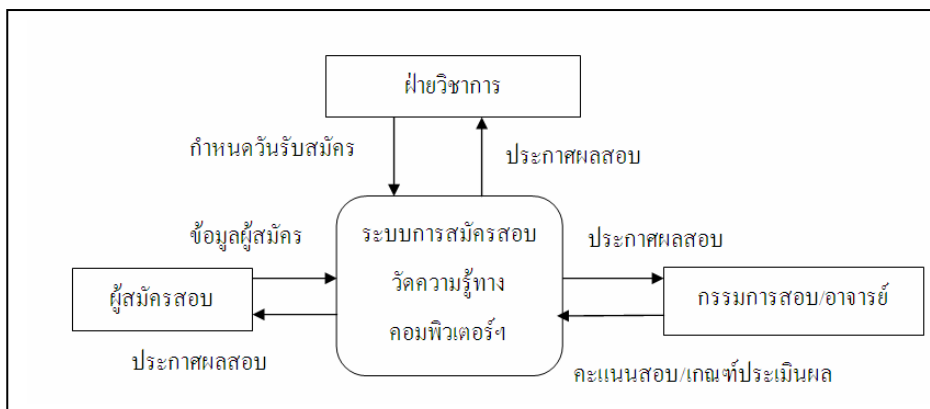 ฝ่ายวิชาการ
กำหนดวันรับสมัคร
ประกาศผลสอบ
ข้อมูลผู้สมัคร
ระบบการสมัครสอบ
วัดความรู้ทาง
คอมพิวเตอร์ฯ
ประกาศผลสอบ
ผู้สมัครสอบ
กรรมการสอบ/อาจารย์
ประกาศผลสอบ
คะแนนสอบ/เกณฑ์ประเมินผล